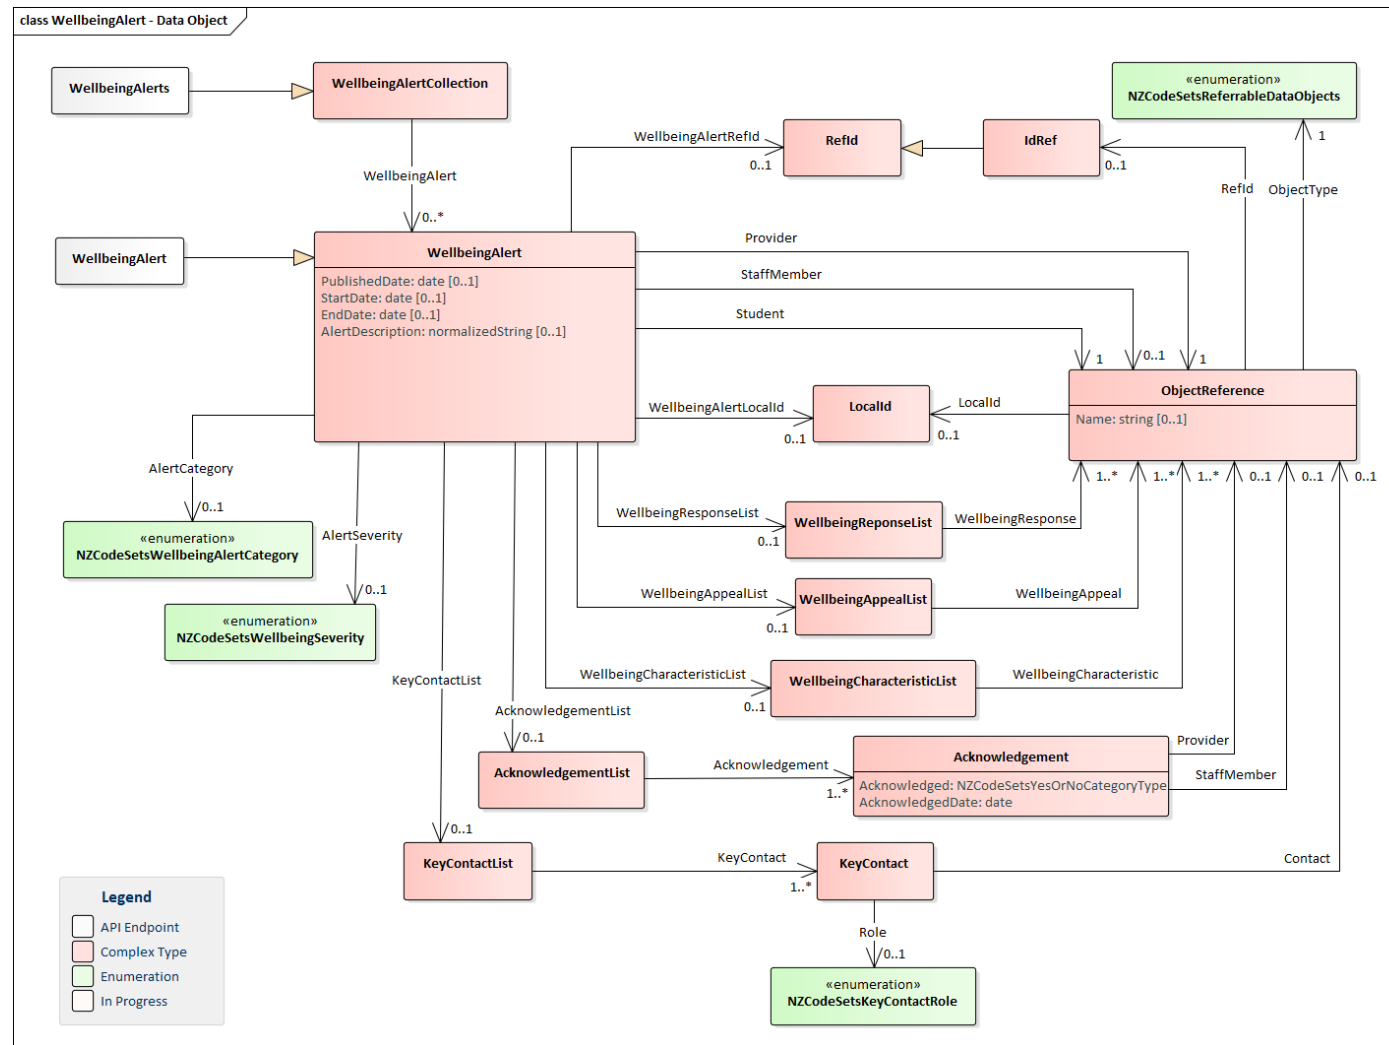 class WellbeingAlert - Data Object
WellbeingAlerts
WellbeingAlertCollection
«enumeration»
NZCodeSetsReferrableDataObjects
WellbeingAlertRefId
0..1
RefId
IdRef
0..1
1
RefId
ObjectType
WellbeingAlert
0..*
WellbeingAlert
WellbeingAlert
PublishedDate: date [0..1]
StartDate: date [0..1]
EndDate: date [0..1]
AlertDescription: normalizedString [0..1]
Provider
StaffMember
Student
1
0..1
1
ObjectReference
Name: string [0..1]
WellbeingAlertLocalId
0..1
LocalId
LocalId
0..1
AlertCategory
0..1
«enumeration»
NZCodeSetsWellbeingAlertCategory
AlertSeverity
0..1
«enumeration»
NZCodeSetsWellbeingSeverity
1..*
1..*
1..*
0..1
0..1
0..1
WellbeingResponseList
0..1
WellbeingReponseList
WellbeingResponse
WellbeingAppealList
0..1
WellbeingAppealList
WellbeingAppeal
KeyContactList
WellbeingCharacteristicList
0..1
WellbeingCharacteristicList
WellbeingCharacteristic
AcknowledgementList
0..1
AcknowledgementList
Acknowledgement
1..*
Acknowledgement
Acknowledged: NZCodeSetsYesOrNoCategoryType
AcknowledgedDate: date
Provider
StaffMember
0..1
KeyContactList
KeyContact
1..*
KeyContact
Contact
Role
0..1
«enumeration»
NZCodeSetsKeyContactRole
Legend
API Endpoint
Complex Type
Enumeration
In Progress